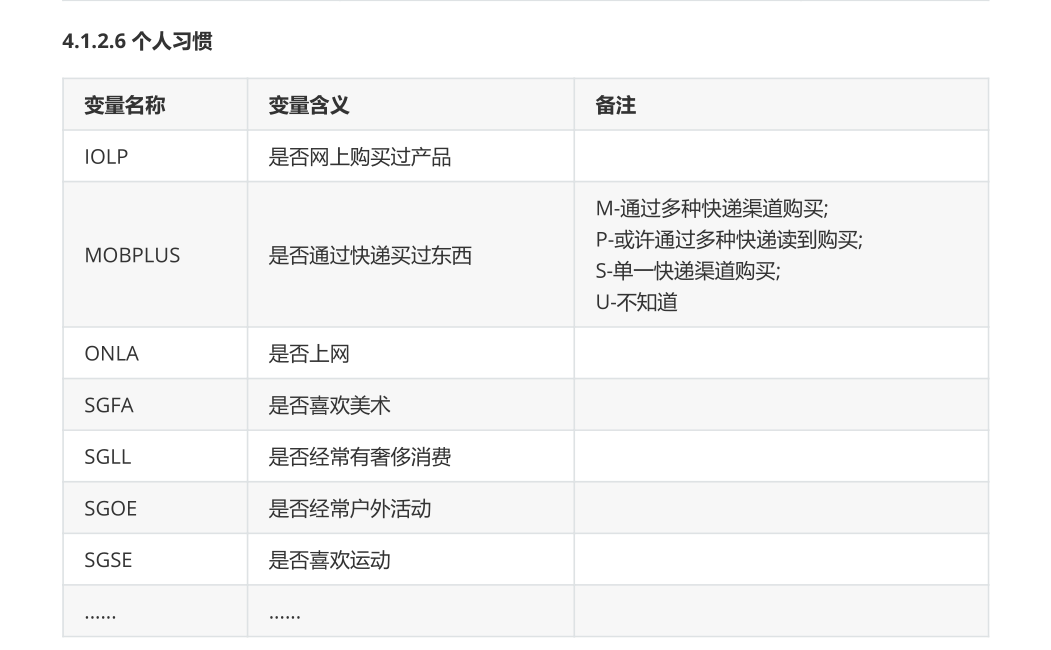 4.1.2.6 个人习惯
变量名称 变量含义 备注
IOLP 是否网上购买过产品
MOBPLUS 是否通过快递买过东西
M-通过多种快递渠道购买;
P-或许通过多种快递读到购买;
S-单一快递渠道购买;
U-不知道
ONLA 是否上网
SGFA 是否喜欢美术
SGLL 是否经常有奢侈消费
SGOE 是否经常户外活动
SGSE 是否喜欢运动
...... ......